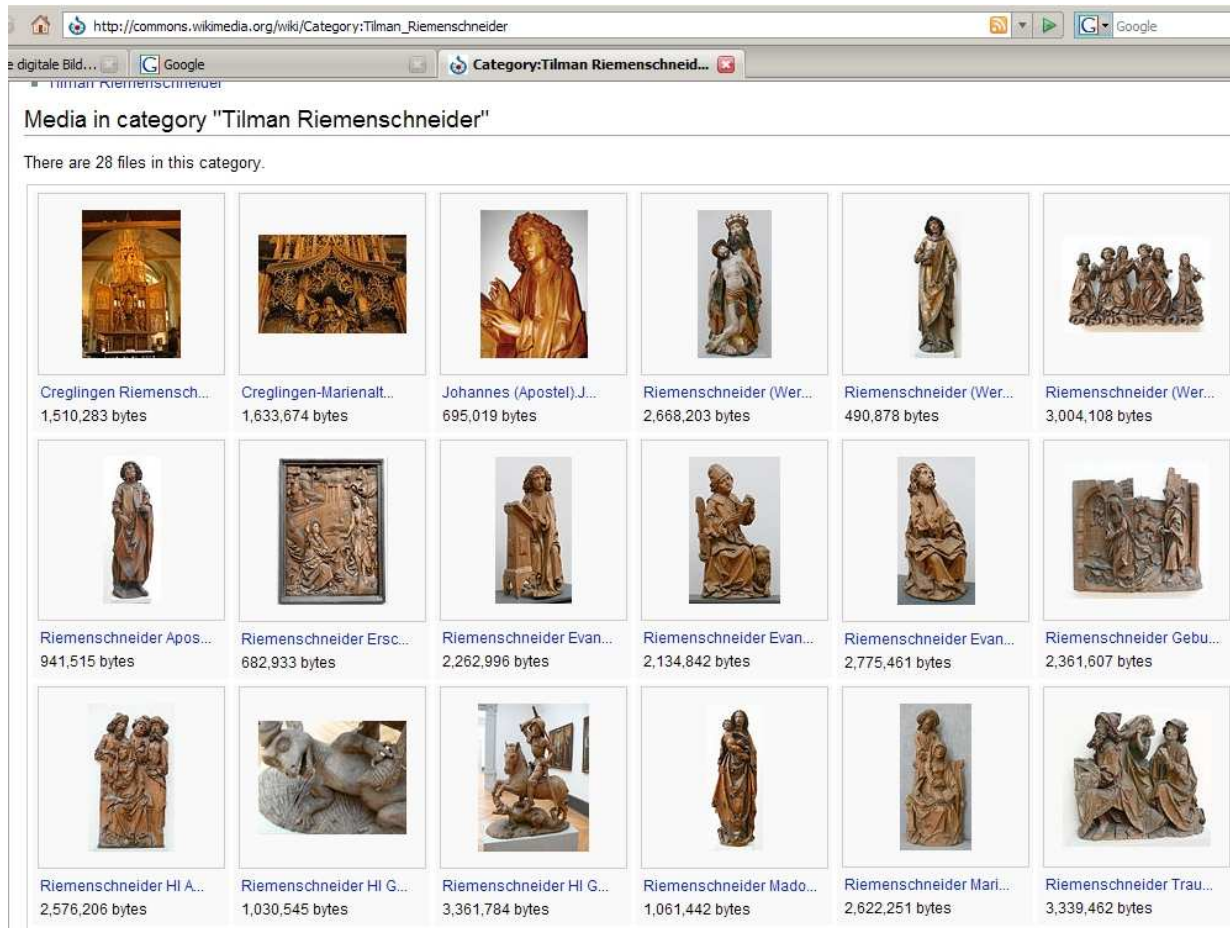 http://commons.wikimedia.org/wiki/Category:Tilman_Riemenschneider
Google
e digitale Bild...
Google
Category:Tilman Riemenschneid...
Tilman Riemenschneider
Media in category "Tilman Riemenschneider"
There are 28 files in this category.
Creglingen Riemensch...
Creglingen-Marienalt...
Johannes (Apostel).J...
Riemenschneider (Wer...
Riemenschneider (Wer...
Riemenschneider (Wer...
1,510,283 bytes
1,633,674 bytes
695,019 bytes
2,668,203 bytes
490,878 bytes
3,004,108 bytes
Riemenschneider Apos...
Riemenschneider Ersc...
Riemenschneider Evan...
Riemenschneider Evan...
Riemenschneider Evan...
Riemenschneider Gebu...
941,515 bytes
682,933 bytes
2,262,996 bytes
2,134,842 bytes
2,775,461 bytes
2,361,607 bytes
Riemenschneider Hl A...
Riemenschneider Hl G...
Riemenschneider Hl G...
Riemenschneider Mado...
Riemenschneider Mari...
Riemenschneider Trau...
2,576,206 bytes
1,030,545 bytes
3,361,784 bytes
1,061,442 bytes
2,622,251 bytes
3,339,462 bytes